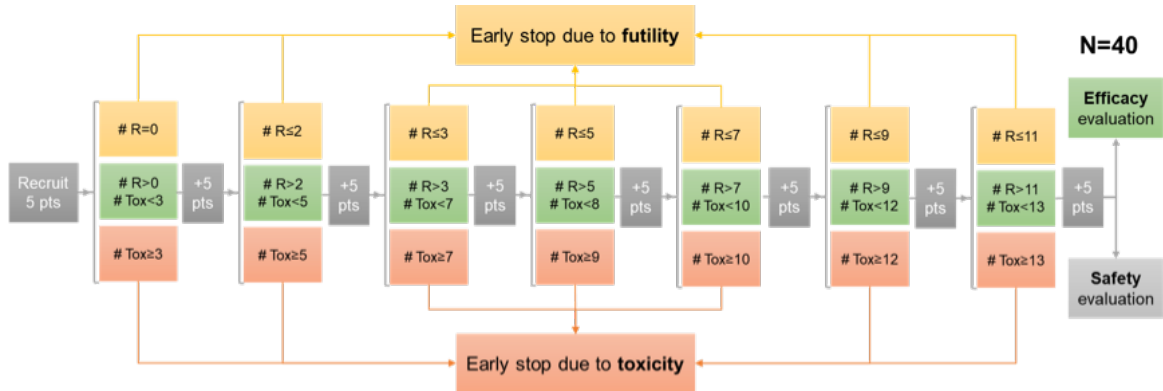 Early stop due to futility
N=40
# R=0
# R≤2
# R≤3
# R≤5
# R≤7
# R≤9
# R≤11
Efficacy
evaluation
Recruit
5 pts
# R>0
# Tox<3
+5
pts
# R>2
# Tox<5
+5
pts
# R>3
# Tox<7
+5
pts
# R>5
# Tox<8
+5
pts
# R>7
# Tox<10
+5
pts
# R>9
# Tox<12
+5
pts
# R>11
# Tox<13
+5
pts
# Tox≥3
# Tox≥5
# Tox≥7
# Tox≥9
# Tox≥10
# Tox≥12
# Tox≥13
Safety
evaluation
Early stop due to toxicity